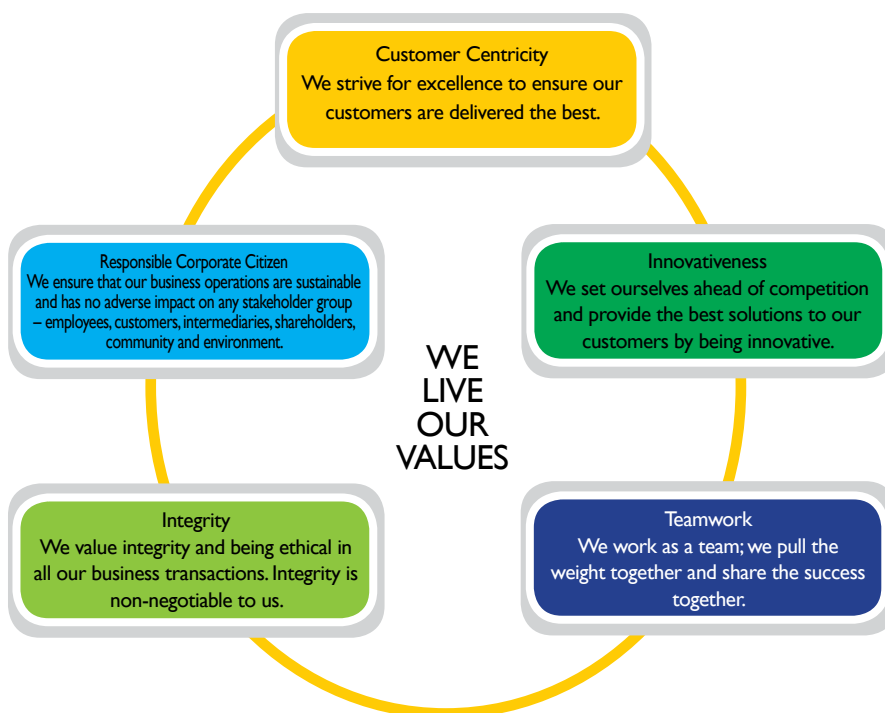 Customer Centricity
We strive for excellence to ensure our
customers are delivered the best.
Responsible Corporate Citizen
We ensure that our business operations are sustainable
and has no adverse impact on any stakeholder group
– employees, customers, intermediaries, shareholders,
community and environment.
Innovativeness
We set ourselves ahead of competition
and provide the best solutions to our
customers by being innovative.
WE
LIVE
OUR
VALUES
Integrity
We value integrity and being ethical in
all our business transactions. Integrity is
non-negotiable to us.
Teamwork
We work as a team; we pull the
weight together and share the success
together.